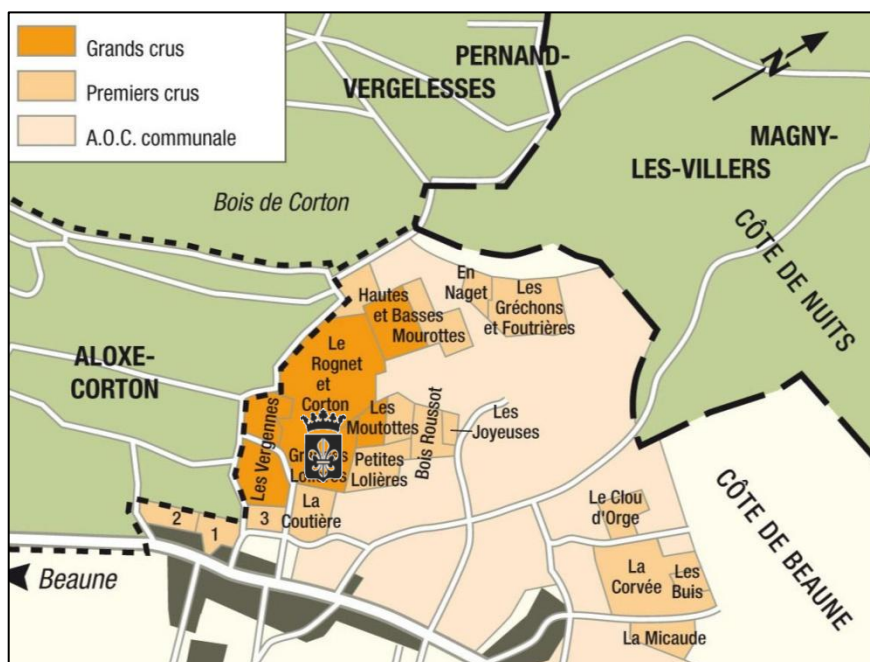 Grands crus
Premiers crus
A.O.C. communale
PERNAND-
VERGELESSES
N
MAGNY-
LES-VILLERS
Bois de Corton
CÔTE DE NUITS
En
Naget
Les
Gréchons
et Foutrières
Hautes
et Basses
Mourottes
ALOXE-
CORTON
Le
Rognet
et
Corton
Les Vergennes
Les
Moutottes
Bois Roussot
Les
Joyeuses
Petites
Lolières
La
Coutière
2
1
3
Le Clou
d'Orge
La
Corvée
Les
Buis
La Micaude
CÔTE DE BEAUNE
Beaune